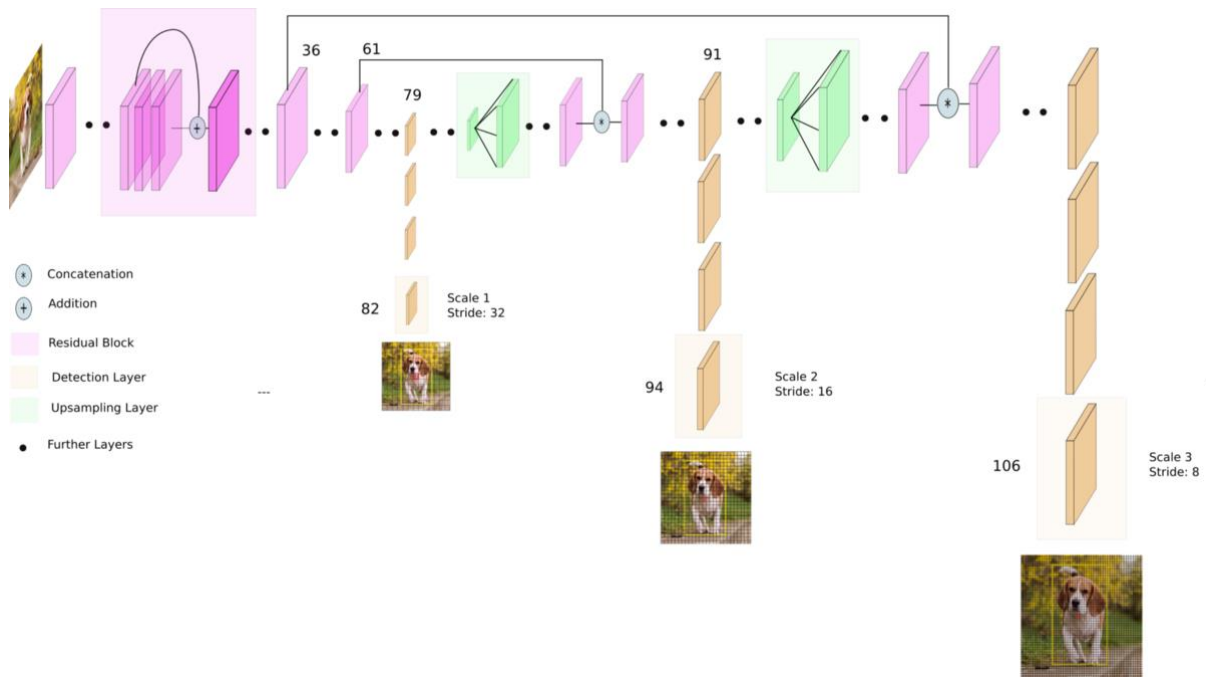 36
61
91
79
+
*
*
*
Concatenation
+
Addition
Residual Block
Detection Layer
Upsampling Layer
Further Layers
---
82
Scale 1
Stride: 32
94
Scale 2
Stride: 16
106
Scale 3
Stride: 8